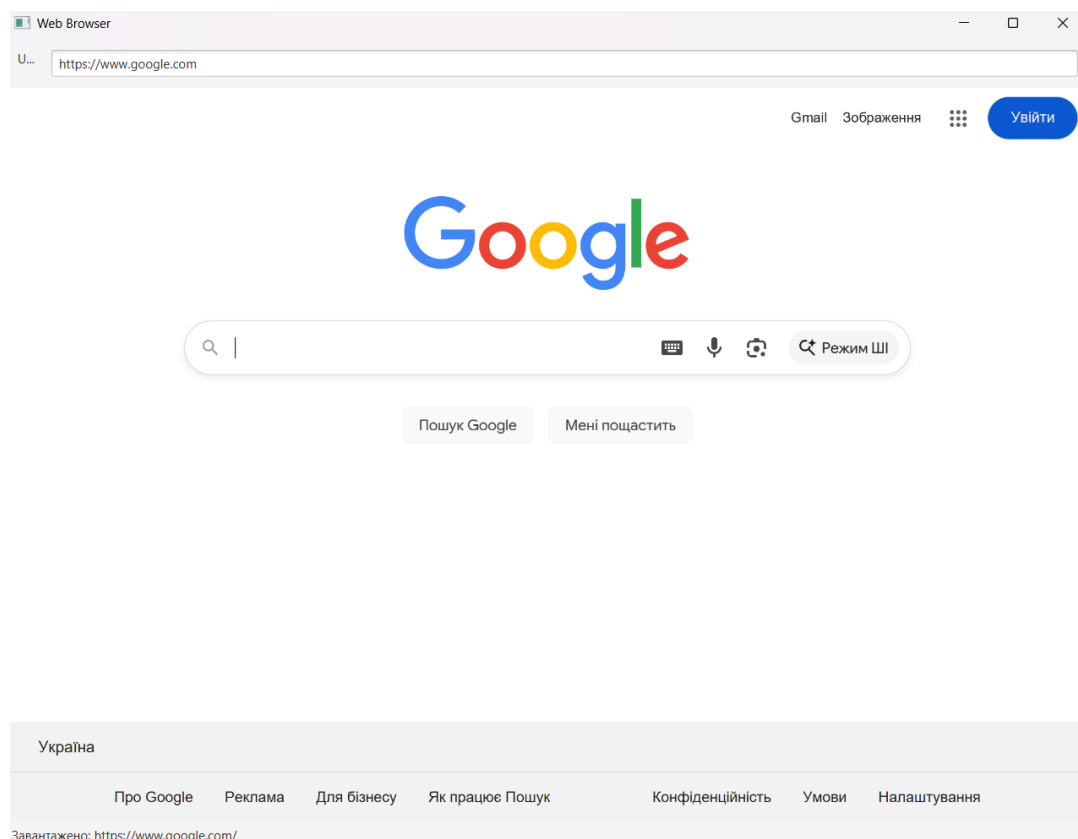 Web Browser
U...
https://www.google.com
Gmail Зображення Увійти
Google
Режим ШІ
Пошук Google Мені пощастить
Україна
Про Google Реклама Для бізнесу Як працює Пошук Конфіденційність Умови Налаштування
Завантажено: https://www.google.com/